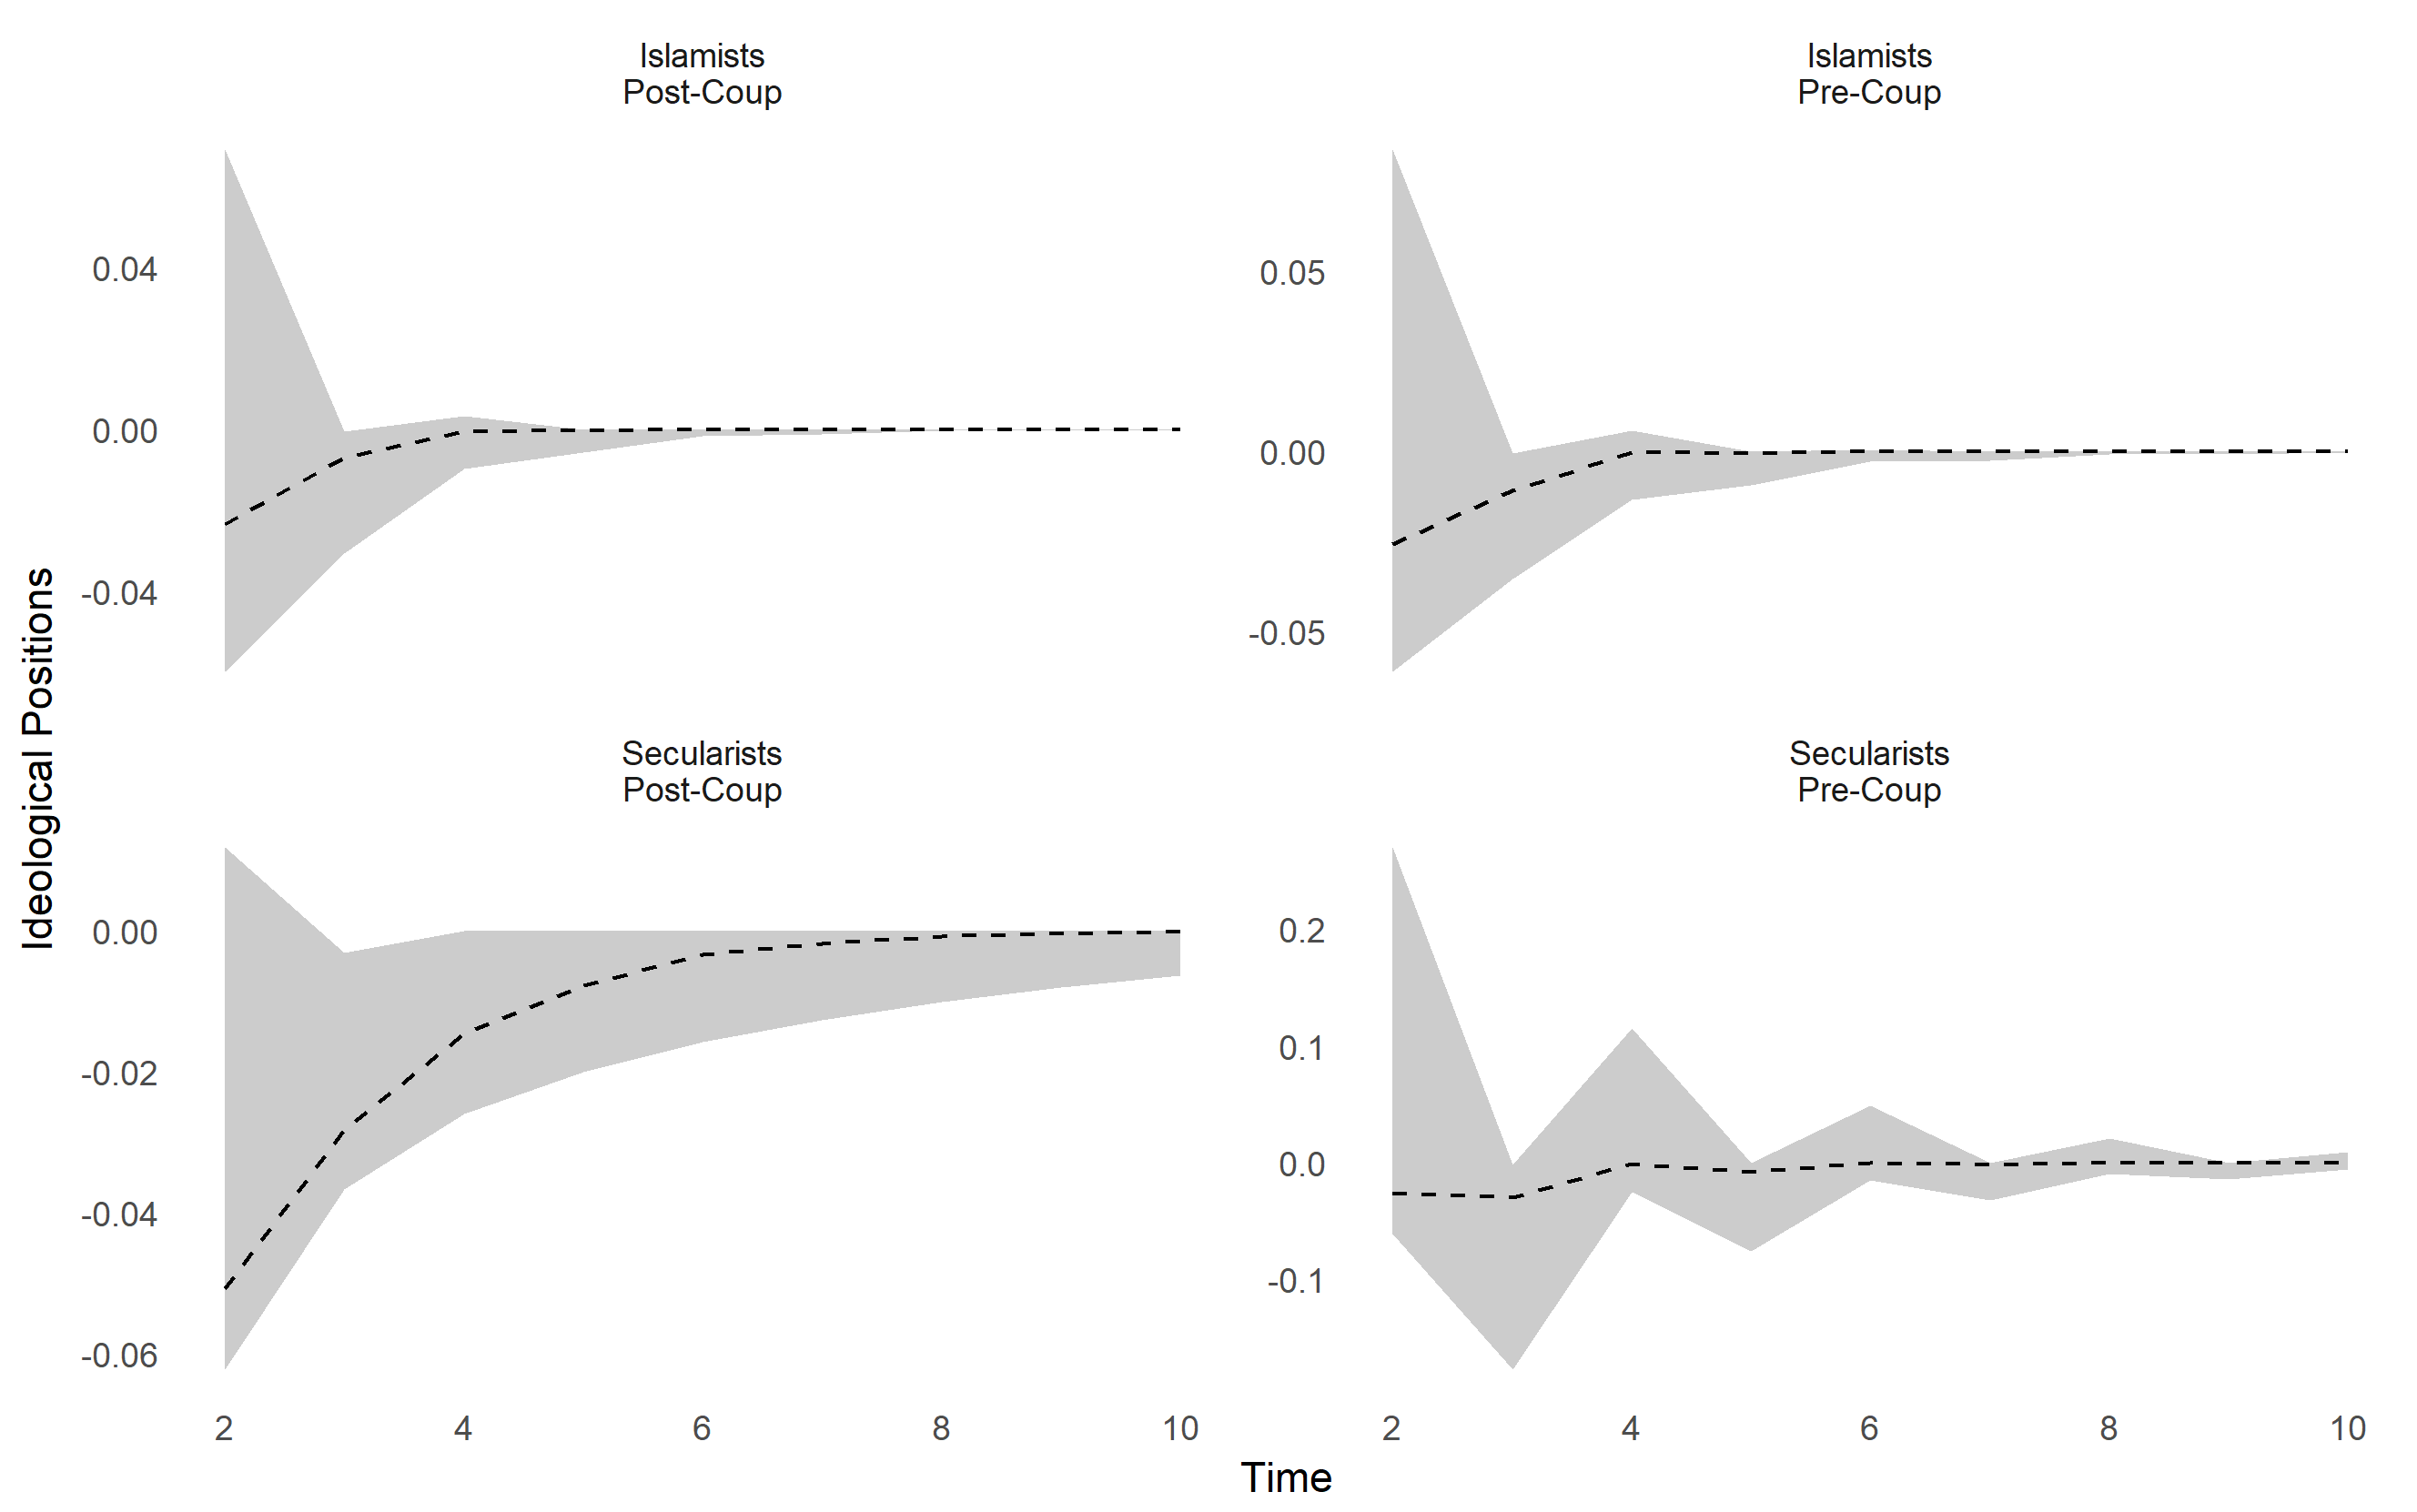 Islamists
Post-Coup
Islamists
Pre-Coup
0.04
0.00
-0.04
0.05
0.00
-0.05
Ideological Positions
Secularists
Post-Coup
Secularists
Pre-Coup
0.00
-0.02
-0.04
-0.06
0.2
0.1
0.0
-0.1
2 4 6 8 10
2 4 6 8 10
Time